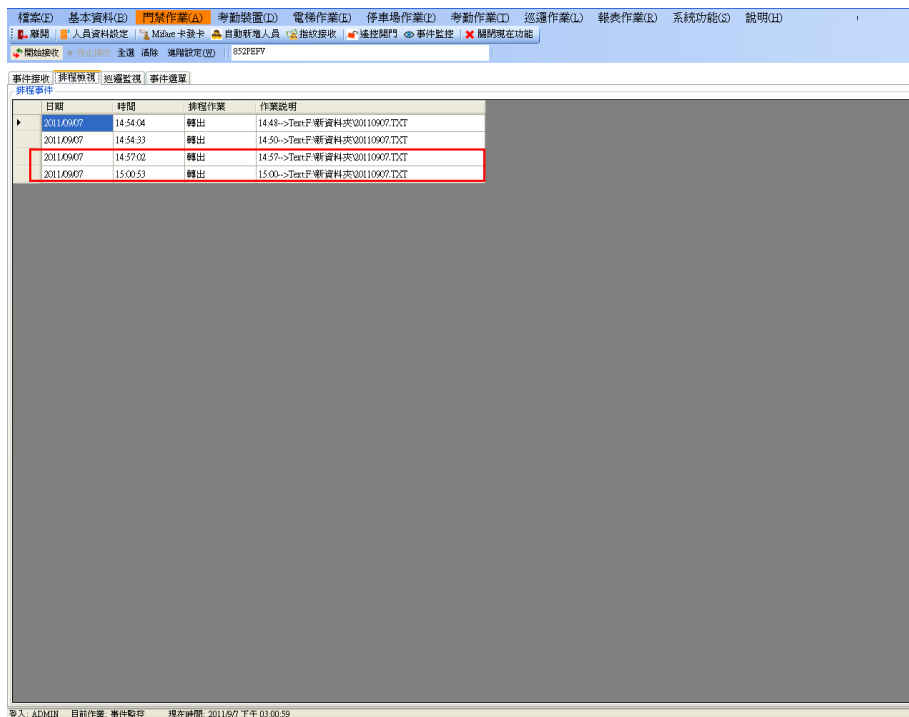 檔案(F) 基本資料(B) 門禁作業(A) 考勤裝置(D) 電梯作業(E) 停車場作業(P) 考勤作業(T) 巡邏作業(L) 報表作業(R) 系統功能(S) 說明(H)
離開 人員資料設定 Mifare 卡發卡 自動新增人員 指紋接收 遙控開門 事件監控 關閉現在功能
開始接收 停止接收 全選 清除 進階設定(W) 852PEFV
事件接收 排程檢視 巡邏監視 事件選單
排程事件
日期 時間 排程作業 作業說明
2011/09/07 14:54:04 轉出 14:48-->Text:F:\新資料夾\20110907.TXT
2011/09/07 14:54:33 轉出 14:50-->Text:F:\新資料夾\20110907.TXT
2011/09/07 14:57:02 轉出 14:57-->Text:F:\新資料夾\20110907.TXT
2011/09/07 15:00:53 轉出 15:00-->Text:F:\新資料夾\20110907.TXT
登入: ADMIN 目前作業: 事件監控 現在時間: 2011/9/7 下午 03:00:59